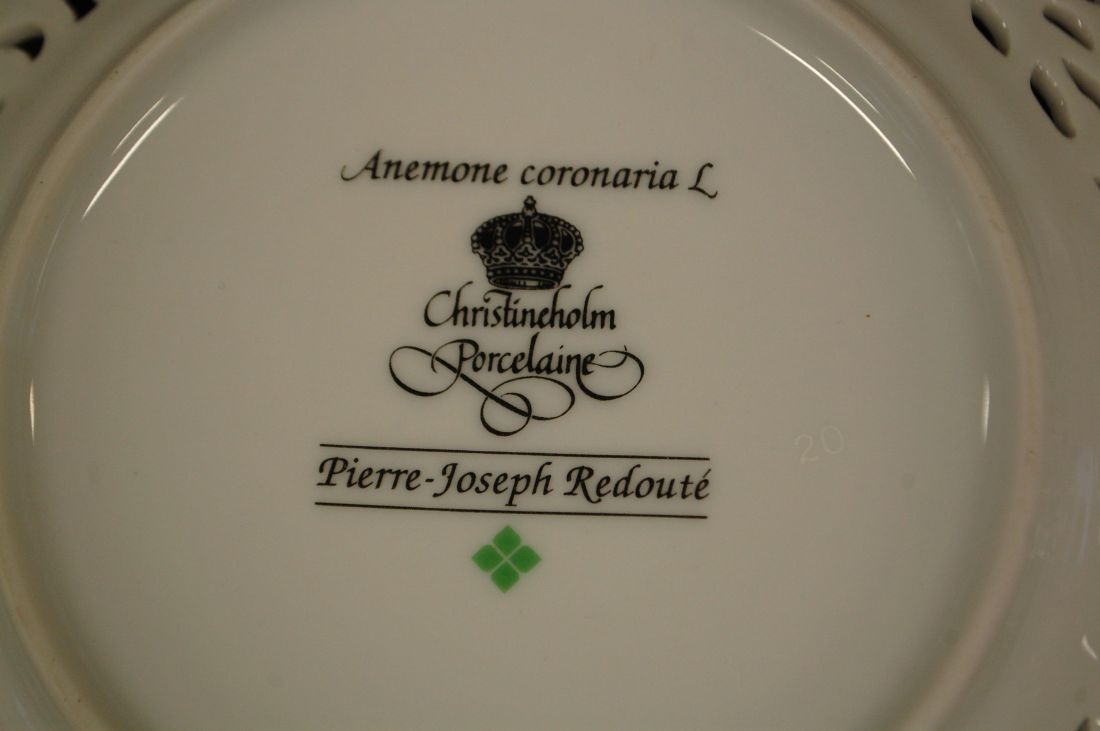 Anemone coronaria L
Christineholm
Porcelaine
Pierre-Joseph Redouté
20